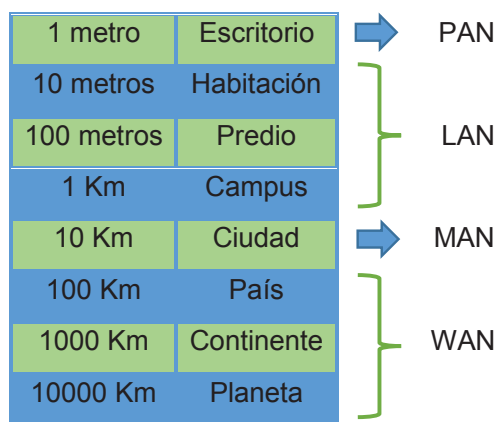 1 metro Escritorio PAN
10 metros Habitación
100 metros Predio LAN
1 Km Campus
10 Km Ciudad MAN
100 Km País
1000 Km Continente WAN
10000 Km Planeta